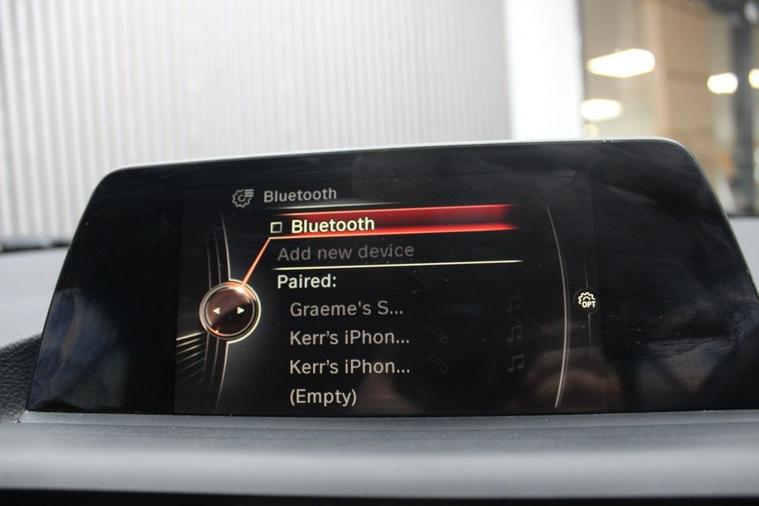 Bluetooth
Bluetooth
Add new device
Paired:
Graeme's S...
Kerr's iPhon...
Kerr's iPhon...
(Empty)
OPT